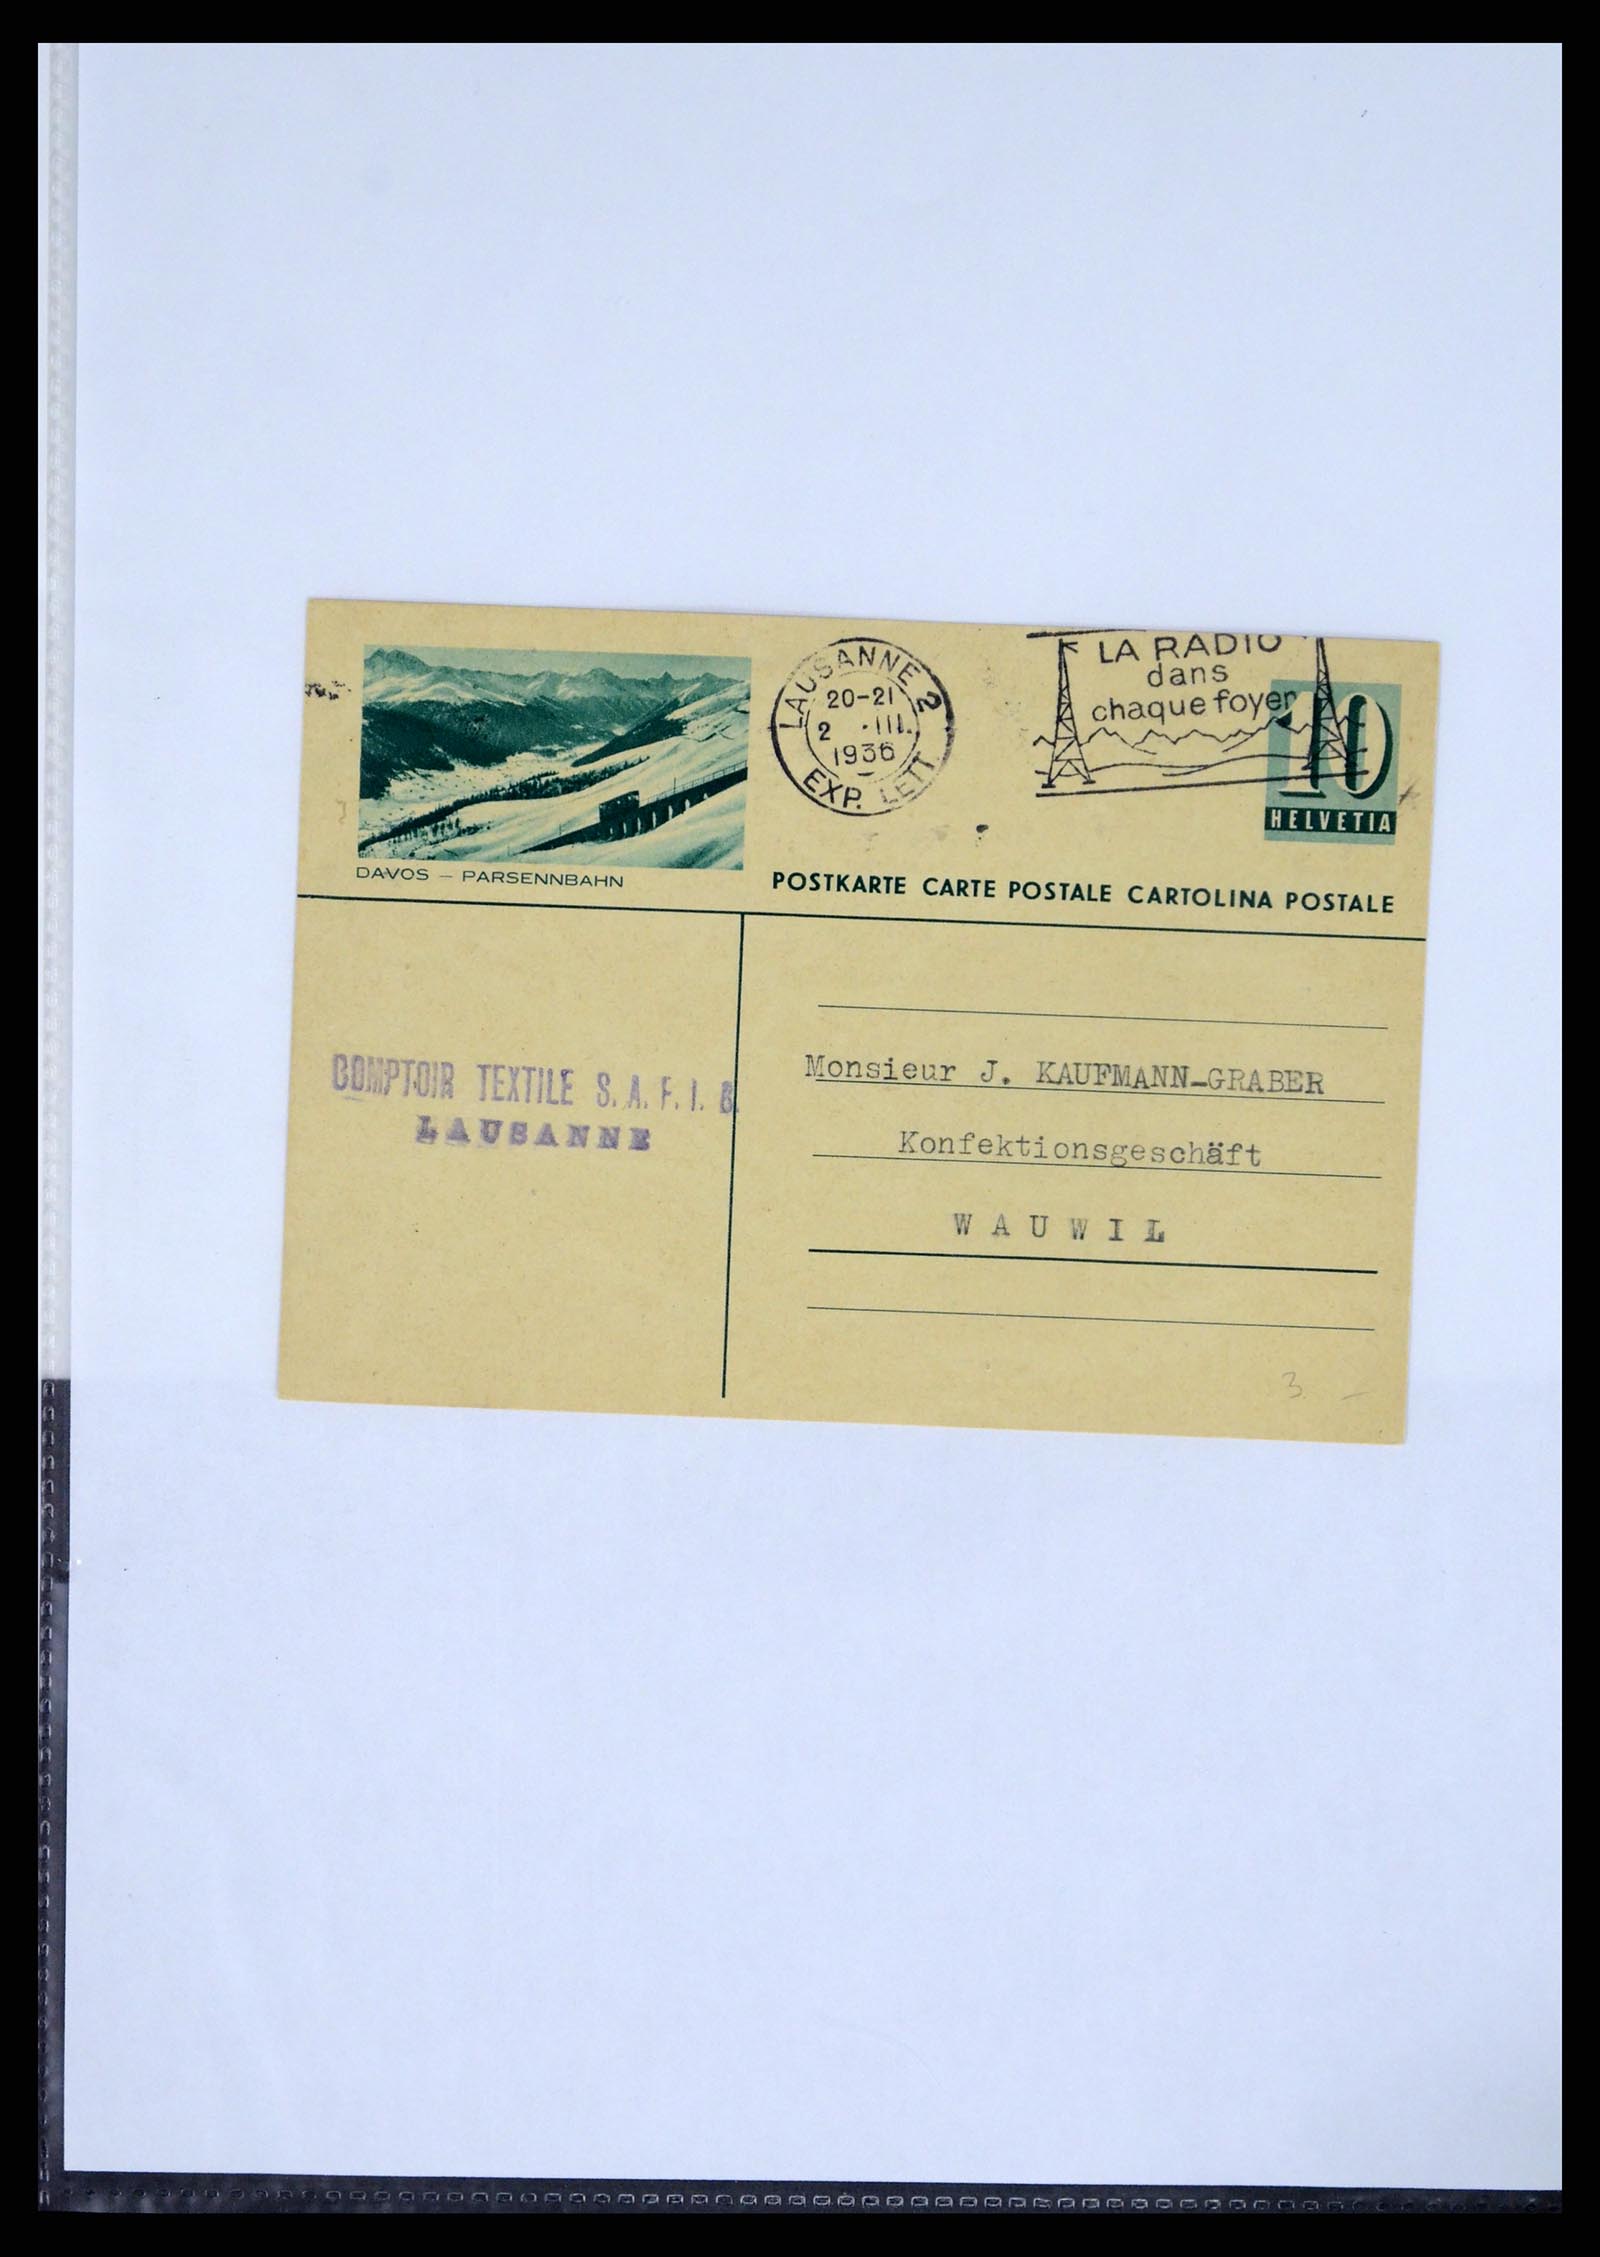 LAUSANNE 2
20-21
2 .III.
1936
EXP. LETT.
LA RADIO
dans
chaque foyer
10
HELVETIA
DAVOS – PARSENNBAHN
POSTKARTE CARTE POSTALE CARTOLINA POSTALE
COMPTOIR TEXTILE S. A. F. I. B.
LAUSANNE
Monsieur J. KAUFMANN-GRABER
Konfektionsgeschäft
W A U W I L
3. –